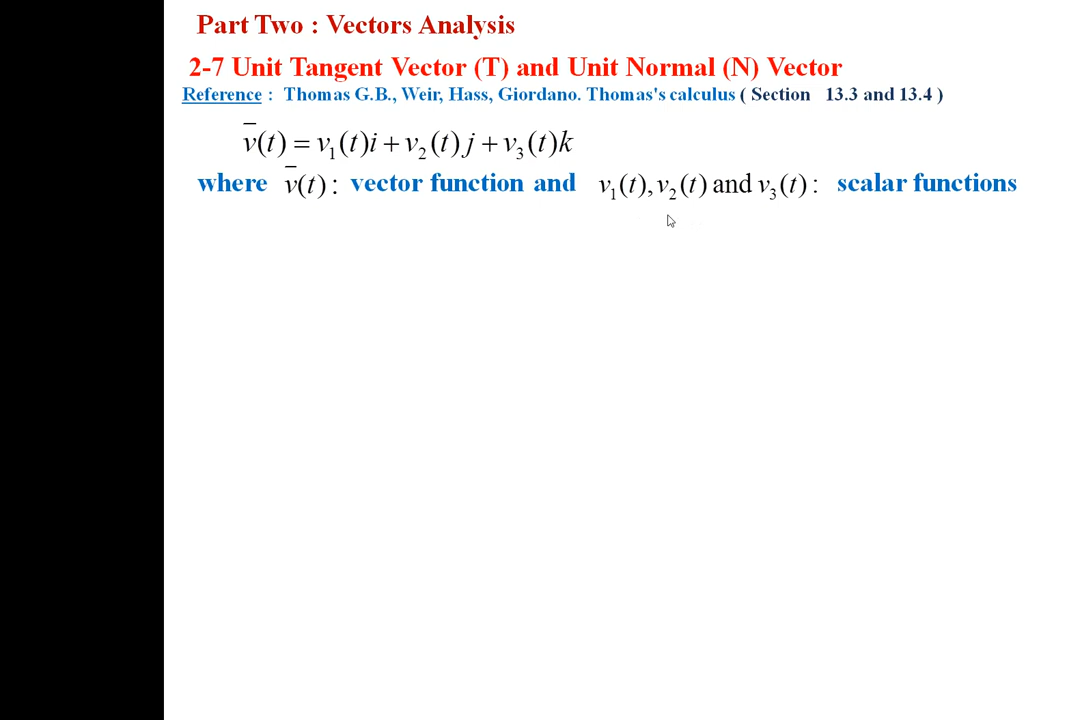 Part Two : Vectors Analysis
2-7 Unit Tangent Vector (T) and Unit Normal (N) Vector
Reference : Thomas G.B., Weir, Hass, Giordano. Thomas's calculus ( Section 13.3 and 13.4 )
v̅(t) = v₁(t)i + v₂(t)j + v₃(t)k
where v̅(t) : vector function and v₁(t), v₂(t) and v₃(t) : scalar functions